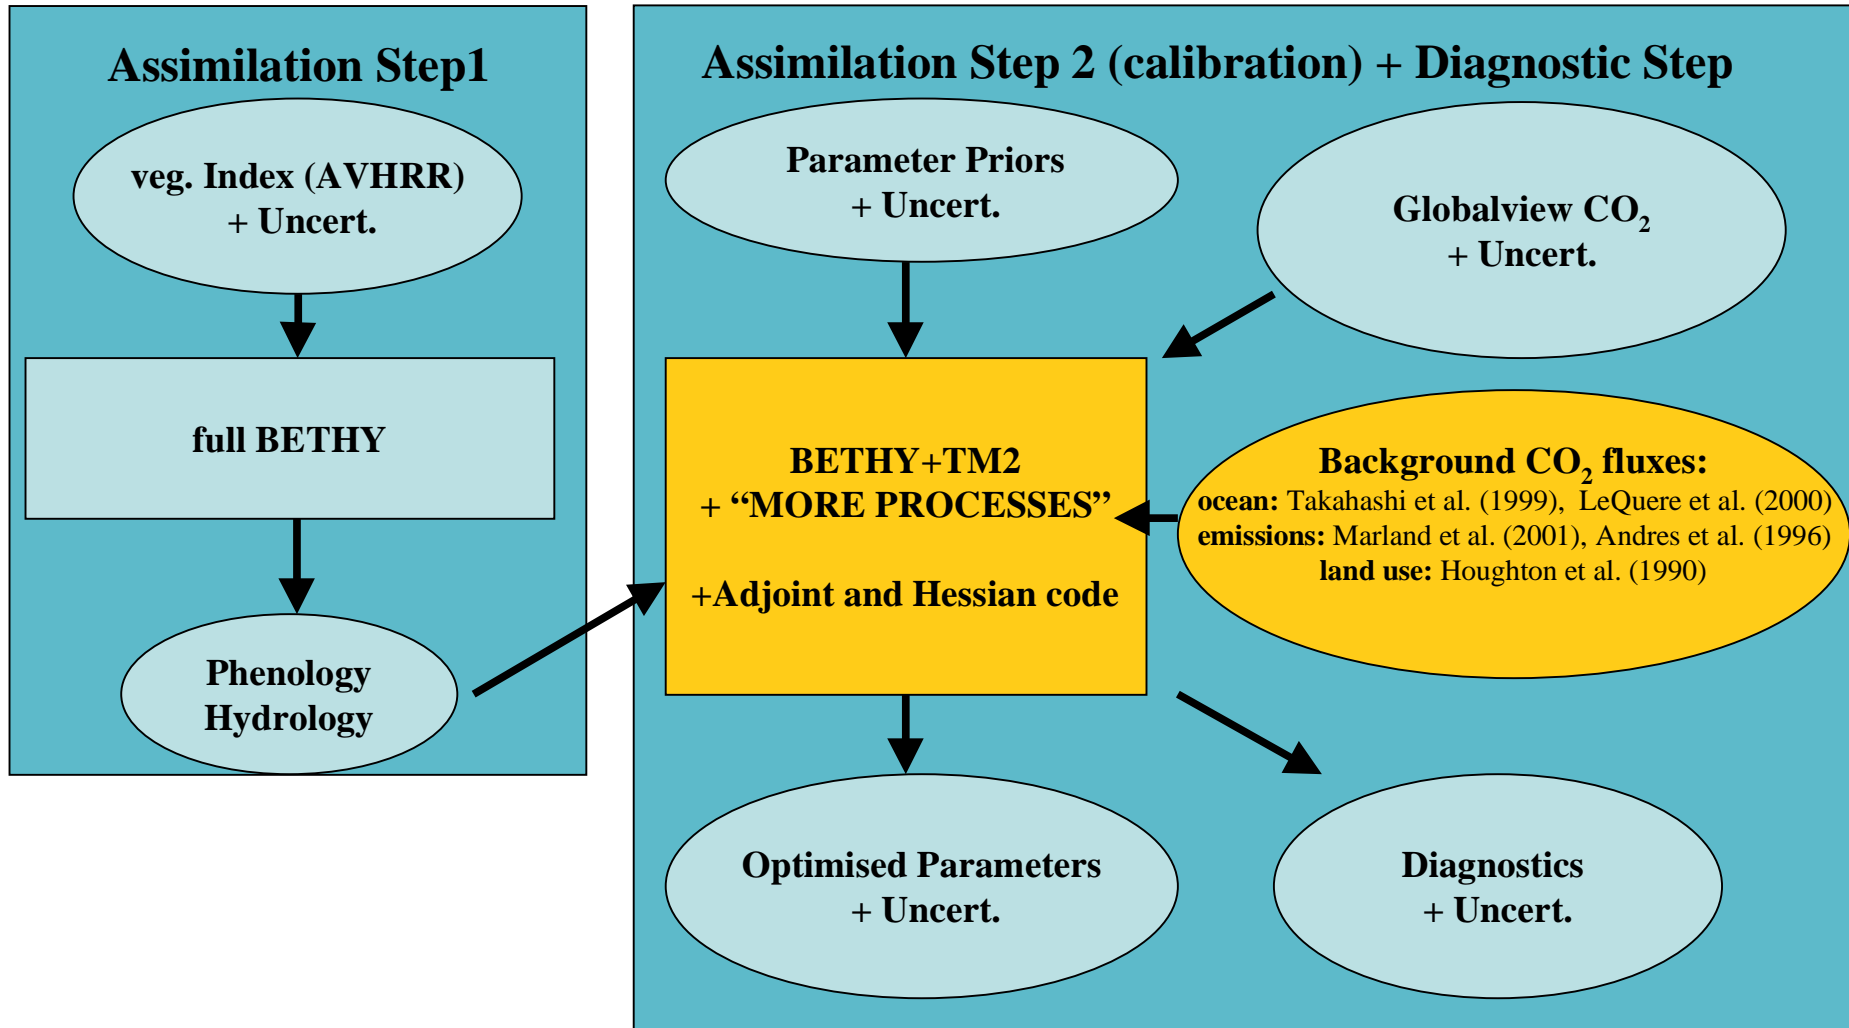 Assimilation Step1
veg. Index (AVHRR)
+ Uncert.
full BETHY
Phenology
Hydrology
Assimilation Step 2 (calibration) + Diagnostic Step
Parameter Priors
+ Uncert.
Globalview CO₂
+ Uncert.
BETHY+TM2
+ “MORE PROCESSES”
+Adjoint and Hessian code
Background CO₂ fluxes:
ocean: Takahashi et al. (1999), LeQuere et al. (2000)
emissions: Marland et al. (2001), Andres et al. (1996)
land use: Houghton et al. (1990)
Optimised Parameters
+ Uncert.
Diagnostics
+ Uncert.